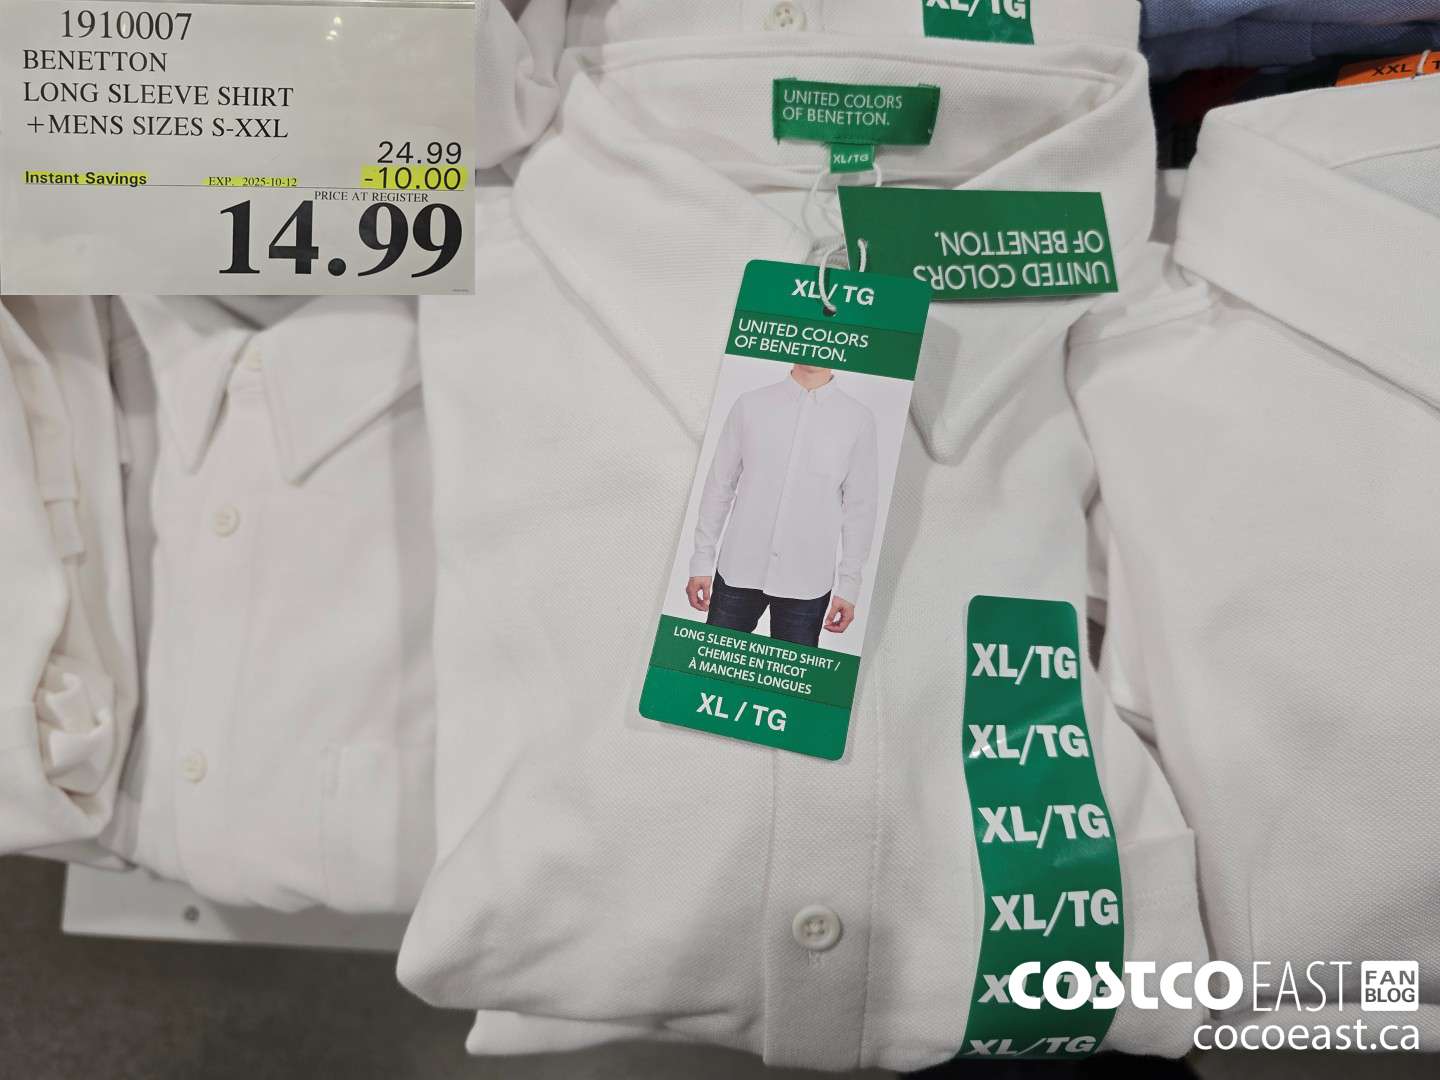 1910007
BENETTON
LONG SLEEVE SHIRT
+MENS SIZES S-XXL
24.99
Instant Savings EXP. 2025-10-12 -10.00
PRICE AT REGISTER
14.99
XL/TG
XXL
UNITED COLORS
OF BENETTON.
XL/TG
UNITED COLORS
OF BENETTON.
XL/TG
UNITED COLORS
OF BENETTON.
LONG SLEEVE KNITTED SHIRT /
CHEMISE EN TRICOT
À MANCHES LONGUES
XL / TG
XL/TG
XL/TG
XL/TG
XL/TG
XL/TG
XL/TG
COSTCO EAST FAN
BLOG
cocoeast.ca